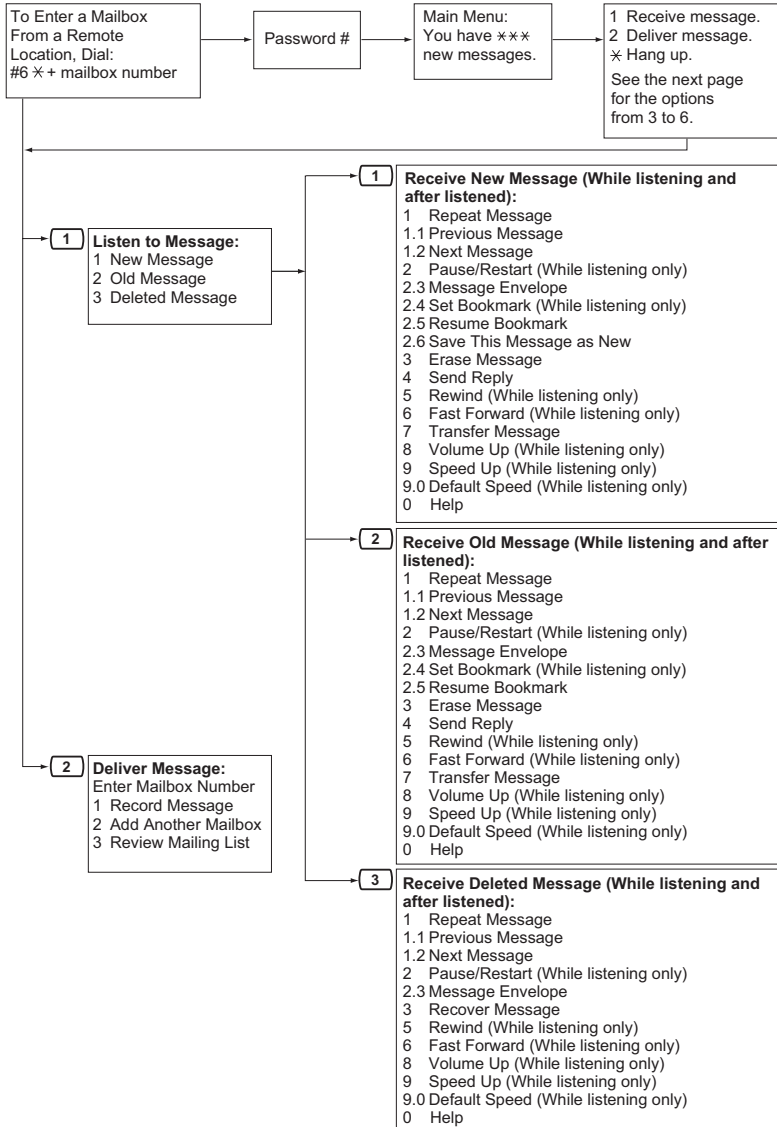 To Enter a Mailbox
From a Remote
Location, Dial:
#6 ✳ + mailbox number
Password #
Main Menu:
You have ✳✳✳
new messages.
1 Receive message.
2 Deliver message.
✳ Hang up.
See the next page
for the options
from 3 to 6.
1
Listen to Message:
1 New Message
2 Old Message
3 Deleted Message
1
Receive New Message (While listening and
after listened):
1 Repeat Message
1.1 Previous Message
1.2 Next Message
2 Pause/Restart (While listening only)
2.3 Message Envelope
2.4 Set Bookmark (While listening only)
2.5 Resume Bookmark
2.6 Save This Message as New
3 Erase Message
4 Send Reply
5 Rewind (While listening only)
6 Fast Forward (While listening only)
7 Transfer Message
8 Volume Up (While listening only)
9 Speed Up (While listening only)
9.0 Default Speed (While listening only)
0 Help
2
Receive Old Message (While listening and after
listened):
1 Repeat Message
1.1 Previous Message
1.2 Next Message
2 Pause/Restart (While listening only)
2.3 Message Envelope
2.4 Set Bookmark (While listening only)
2.5 Resume Bookmark
3 Erase Message
4 Send Reply
5 Rewind (While listening only)
6 Fast Forward (While listening only)
7 Transfer Message
8 Volume Up (While listening only)
9 Speed Up (While listening only)
9.0 Default Speed (While listening only)
0 Help
2
Deliver Message:
Enter Mailbox Number
1 Record Message
2 Add Another Mailbox
3 Review Mailing List
3
Receive Deleted Message (While listening and
after listened):
1 Repeat Message
1.1 Previous Message
1.2 Next Message
2 Pause/Restart (While listening only)
2.3 Message Envelope
3 Recover Message
5 Rewind (While listening only)
6 Fast Forward (While listening only)
8 Volume Up (While listening only)
9 Speed Up (While listening only)
9.0 Default Speed (While listening only)
0 Help